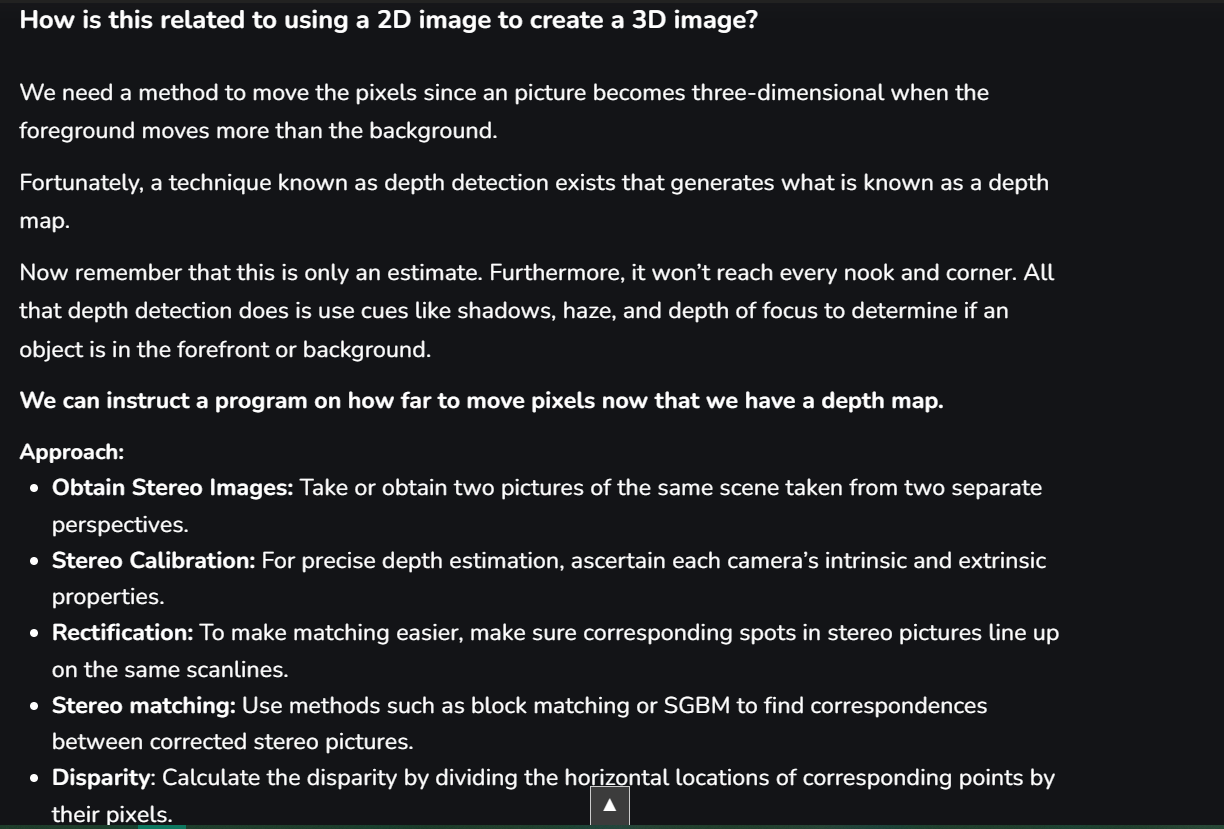 How is this related to using a 2D image to create a 3D image?
We need a method to move the pixels since an picture becomes three-dimensional when the
foreground moves more than the background.
Fortunately, a technique known as depth detection exists that generates what is known as a depth
map.
Now remember that this is only an estimate. Furthermore, it won’t reach every nook and corner. All
that depth detection does is use cues like shadows, haze, and depth of focus to determine if an
object is in the forefront or background.
We can instruct a program on how far to move pixels now that we have a depth map.
Approach:
• Obtain Stereo Images: Take or obtain two pictures of the same scene taken from two separate
perspectives.
• Stereo Calibration: For precise depth estimation, ascertain each camera’s intrinsic and extrinsic
properties.
• Rectification: To make matching easier, make sure corresponding spots in stereo pictures line up
on the same scanlines.
• Stereo matching: Use methods such as block matching or SGBM to find correspondences
between corrected stereo pictures.
• Disparity: Calculate the disparity by dividing the horizontal locations of corresponding points by
their pixels.